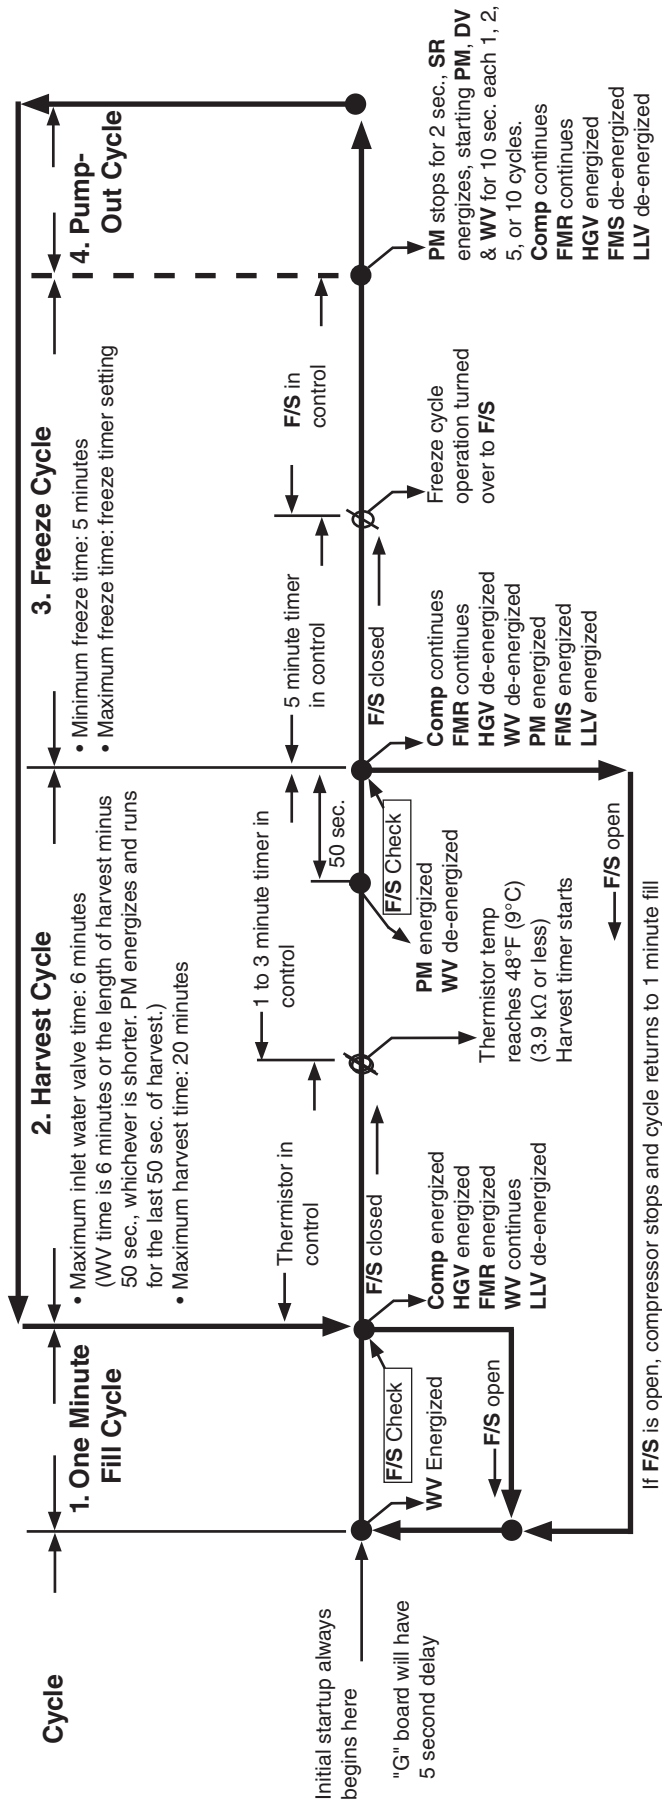 Cycle
Initial startup always
begins here
"G" board will have
5 second delay
1. One Minute
Fill Cycle
F/S Check
WV Energized
F/S open
2. Harvest Cycle
• Maximum inlet water valve time: 6 minutes
(WV time is 6 minutes or the length of harvest minus
50 sec., whichever is shorter. PM energizes and runs
for the last 50 sec. of harvest.)
• Maximum harvest time: 20 minutes
Thermistor in
control
1 to 3 minute timer in
control
F/S closed
50 sec.
F/S Check
Comp energized
HGV energized
FMR energized
WV continues
LLV de-energized
Thermistor temp
reaches 48°F (9°C)
(3.9 kΩ or less)
Harvest timer starts
PM energized
WV de-energized
3. Freeze Cycle
• Minimum freeze time: 5 minutes
• Maximum freeze time: freeze timer setting
5 minute timer
in control
F/S in
control
F/S closed
Comp continues
FMR continues
HGV de-energized
WV de-energized
PM energized
FMS energized
LLV energized
Freeze cycle
operation turned
over to F/S
4. Pump-
Out Cycle
PM stops for 2 sec., SR
energizes, starting PM, DV
& WV for 10 sec. each 1, 2,
5, or 10 cycles.
Comp continues
FMR continues
HGV energized
FMS de-energized
LLV de-energized
F/S open
If F/S is open, compressor stops and cycle returns to 1 minute fill